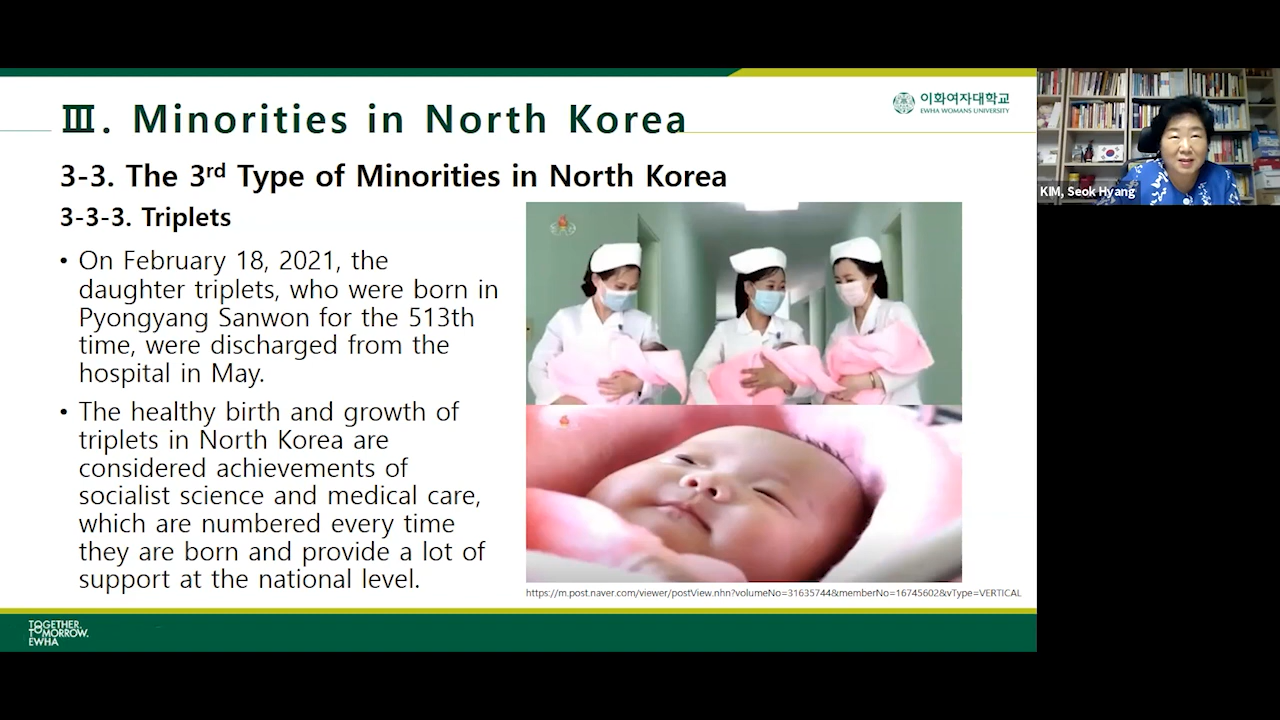 Ⅲ. Minorities in North Korea
이화여자대학교
EWHA WOMANS UNIVERSITY
3-3. The 3rd Type of Minorities in North Korea
3-3-3. Triplets
• On February 18, 2021, the
daughter triplets, who were born in
Pyongyang Sanwon for the 513th
time, were discharged from the
hospital in May.
• The healthy birth and growth of
triplets in North Korea are
considered achievements of
socialist science and medical care,
which are numbered every time
they are born and provide a lot of
support at the national level.
https://m.post.naver.com/viewer/postView.nhn?volumeNo=31635744&memberNo=16745602&vType=VERTICAL
TOGETHER.
TOMORROW.
EWHA
KIM, Seok Hyang